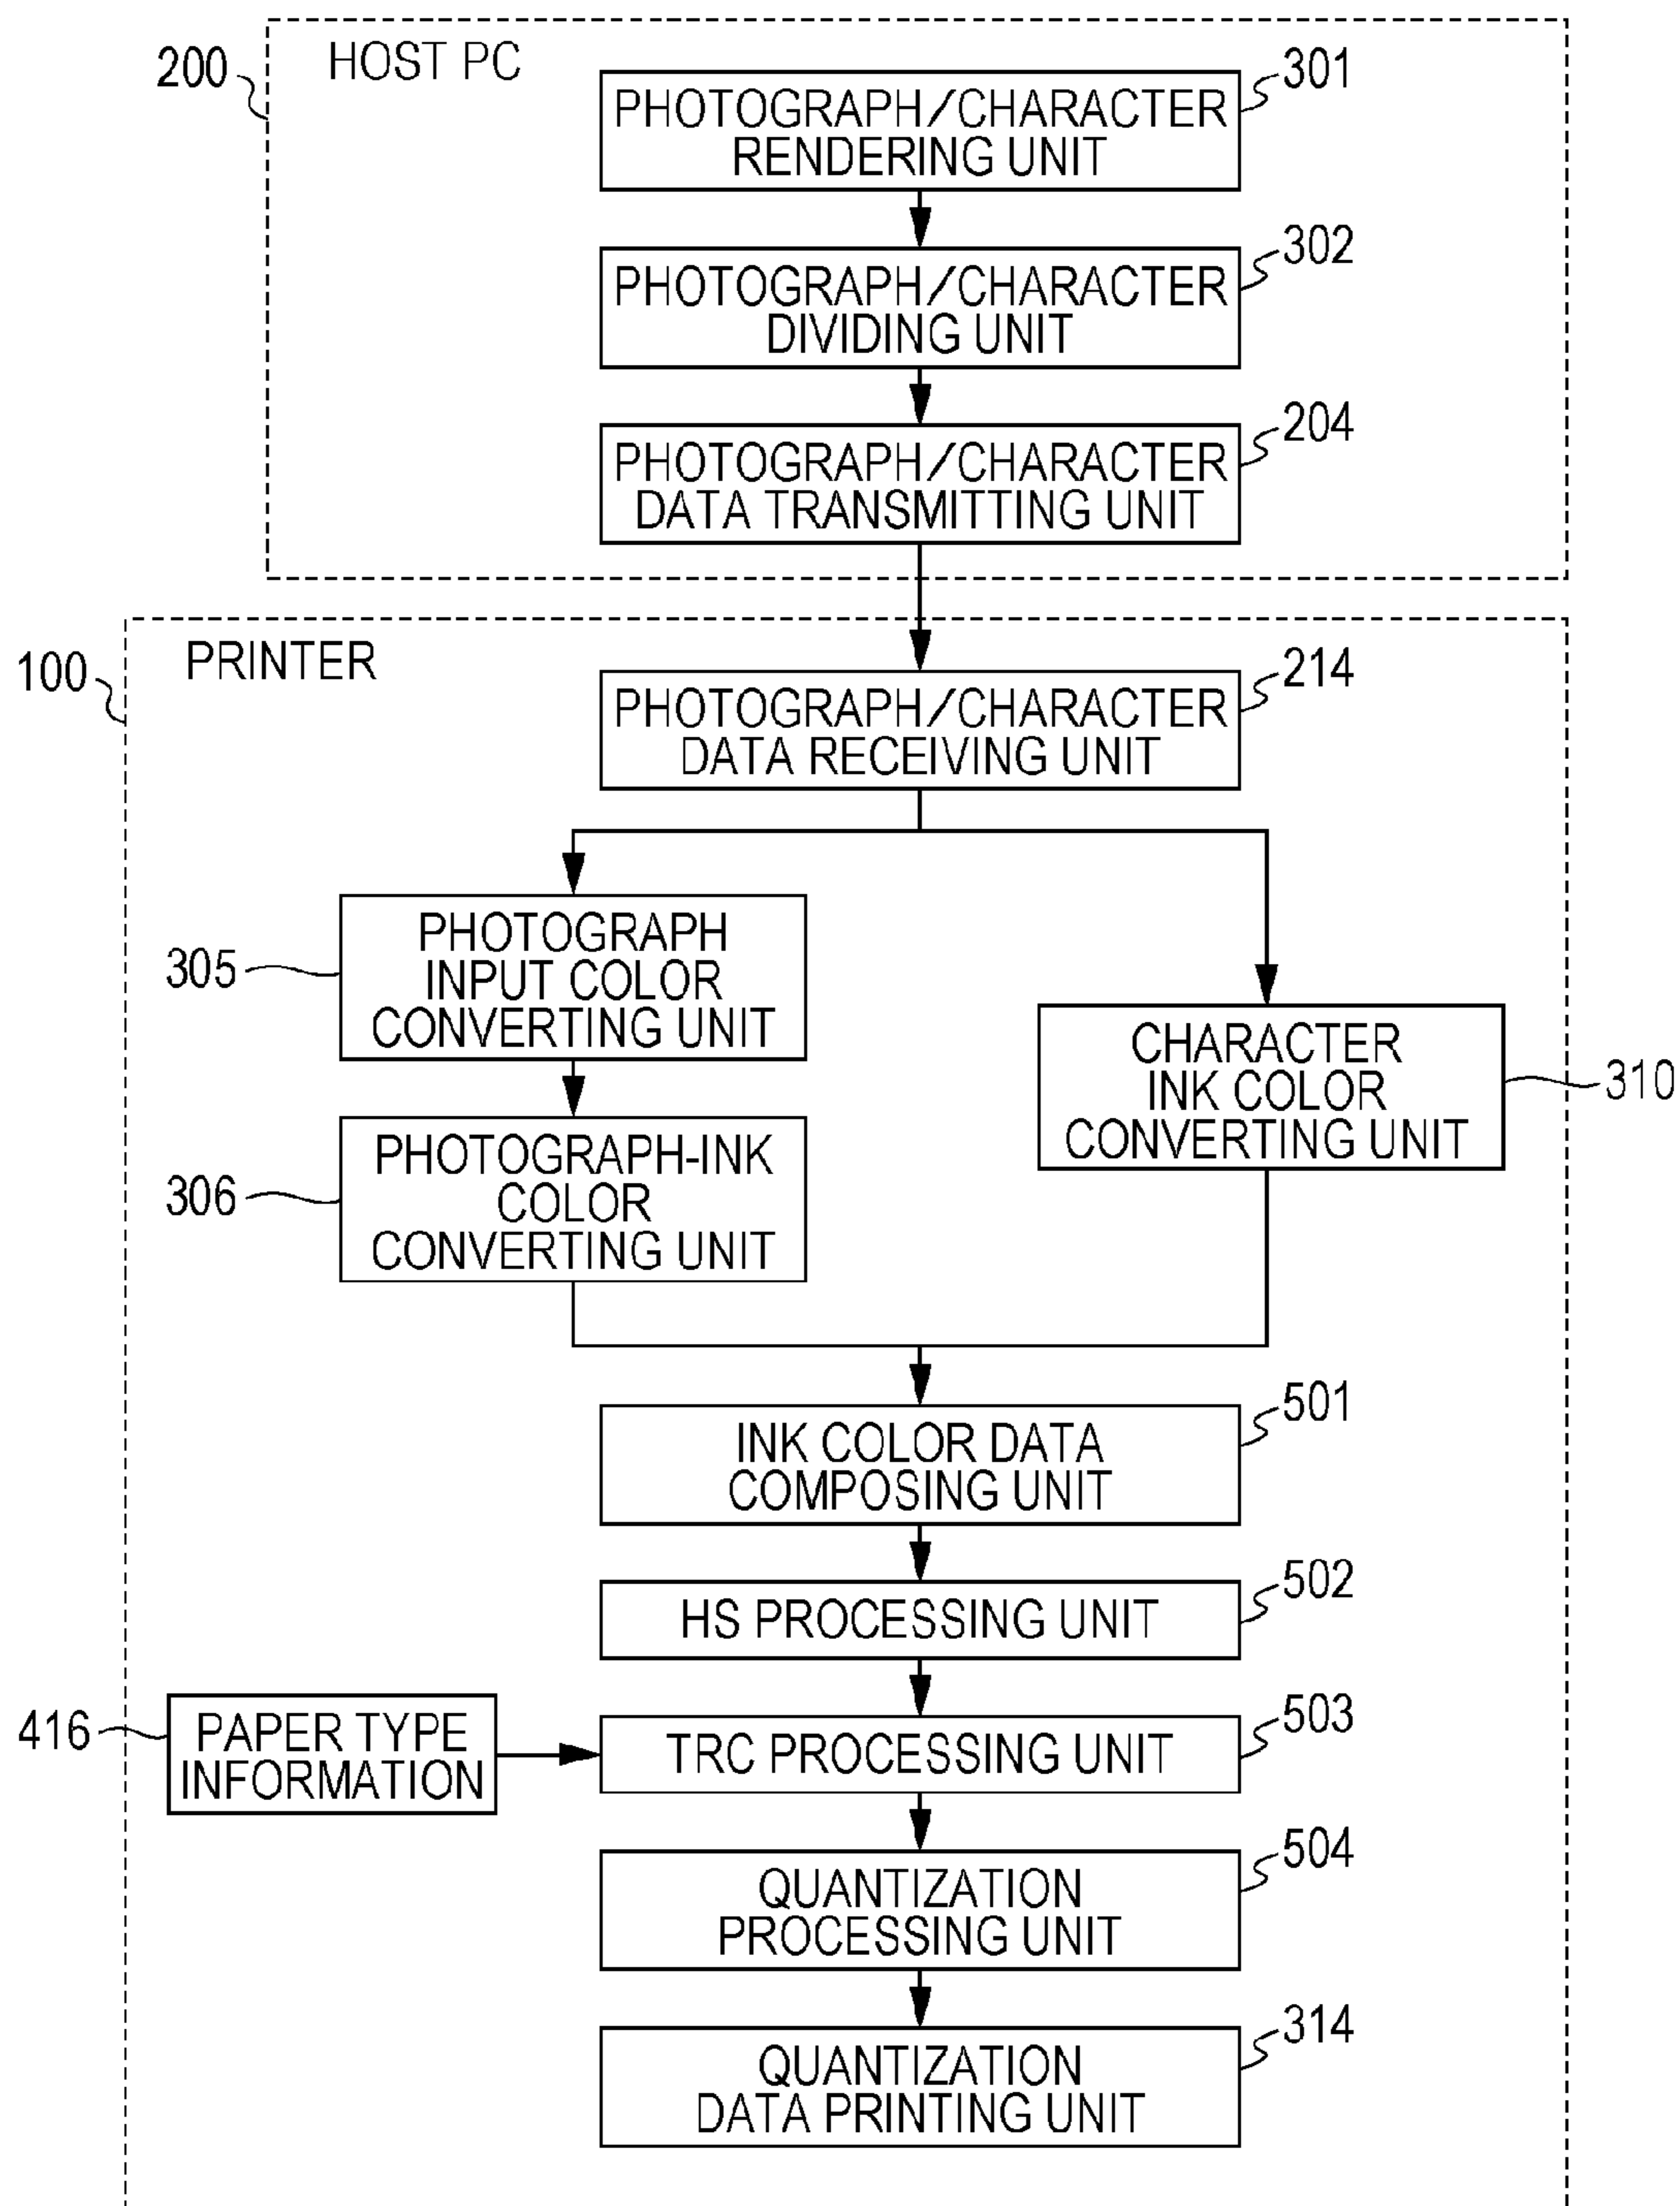 200
HOST PC
301
PHOTOGRAPH/CHARACTER
RENDERING UNIT
302
PHOTOGRAPH/CHARACTER
DIVIDING UNIT
204
PHOTOGRAPH/CHARACTER
DATA TRANSMITTING UNIT
100
PRINTER
214
PHOTOGRAPH/CHARACTER
DATA RECEIVING UNIT
305
PHOTOGRAPH
INPUT COLOR
CONVERTING UNIT
CHARACTER
INK COLOR
CONVERTING UNIT
310
306
PHOTOGRAPH-INK
COLOR
CONVERTING UNIT
501
INK COLOR DATA
COMPOSING UNIT
502
HS PROCESSING UNIT
416
PAPER TYPE
INFORMATION
503
TRC PROCESSING UNIT
504
QUANTIZATION
PROCESSING UNIT
314
QUANTIZATION
DATA PRINTING UNIT